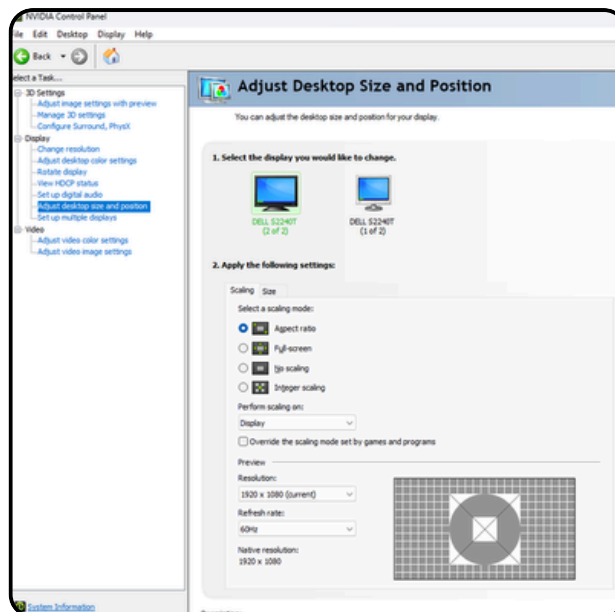 NVIDIA Control Panel
File Edit Desktop Display Help
Back
Select a Task...
3D Settings
Adjust image settings with preview
Manage 3D settings
Configure Surround, PhysX
Display
Change resolution
Adjust desktop color settings
Rotate display
View HDCP status
Set up digital audio
Adjust desktop size and position
Set up multiple displays
Video
Adjust video color settings
Adjust video image settings
System Information
Adjust Desktop Size and Position
You can adjust the desktop size and position for your display.
1. Select the display you would like to change.
DELL S2240T
(2 of 2)
DELL S2240T
(1 of 2)
2. Apply the following settings:
Scaling Size
Select a scaling mode:
Aspect ratio
Full-screen
No scaling
Integer scaling
Perform scaling on:
Display
Override the scaling mode set by games and programs
Preview
Resolution:
1920 x 1080 (current)
Refresh rate:
60Hz
Native resolution:
1920 x 1080